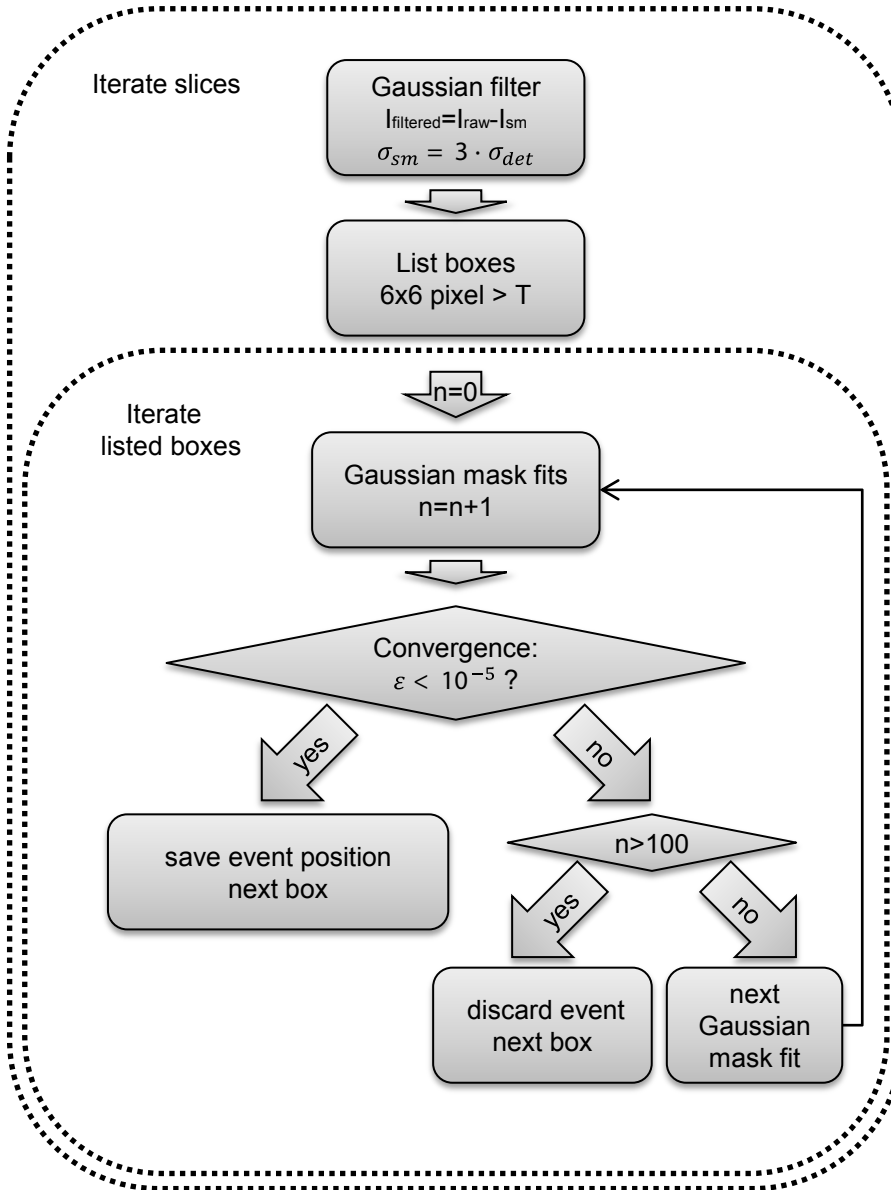 Iterate slices
Gaussian filter
Ifiltered=Iraw-Ism
σsm = 3 · σdet
List boxes
6x6 pixel > T
n=0
Iterate
listed boxes
Gaussian mask fits
n=n+1
Convergence:
ε < 10⁻⁵ ?
yes
no
save event position
next box
n>100
yes
no
discard event
next box
next
Gaussian
mask fit